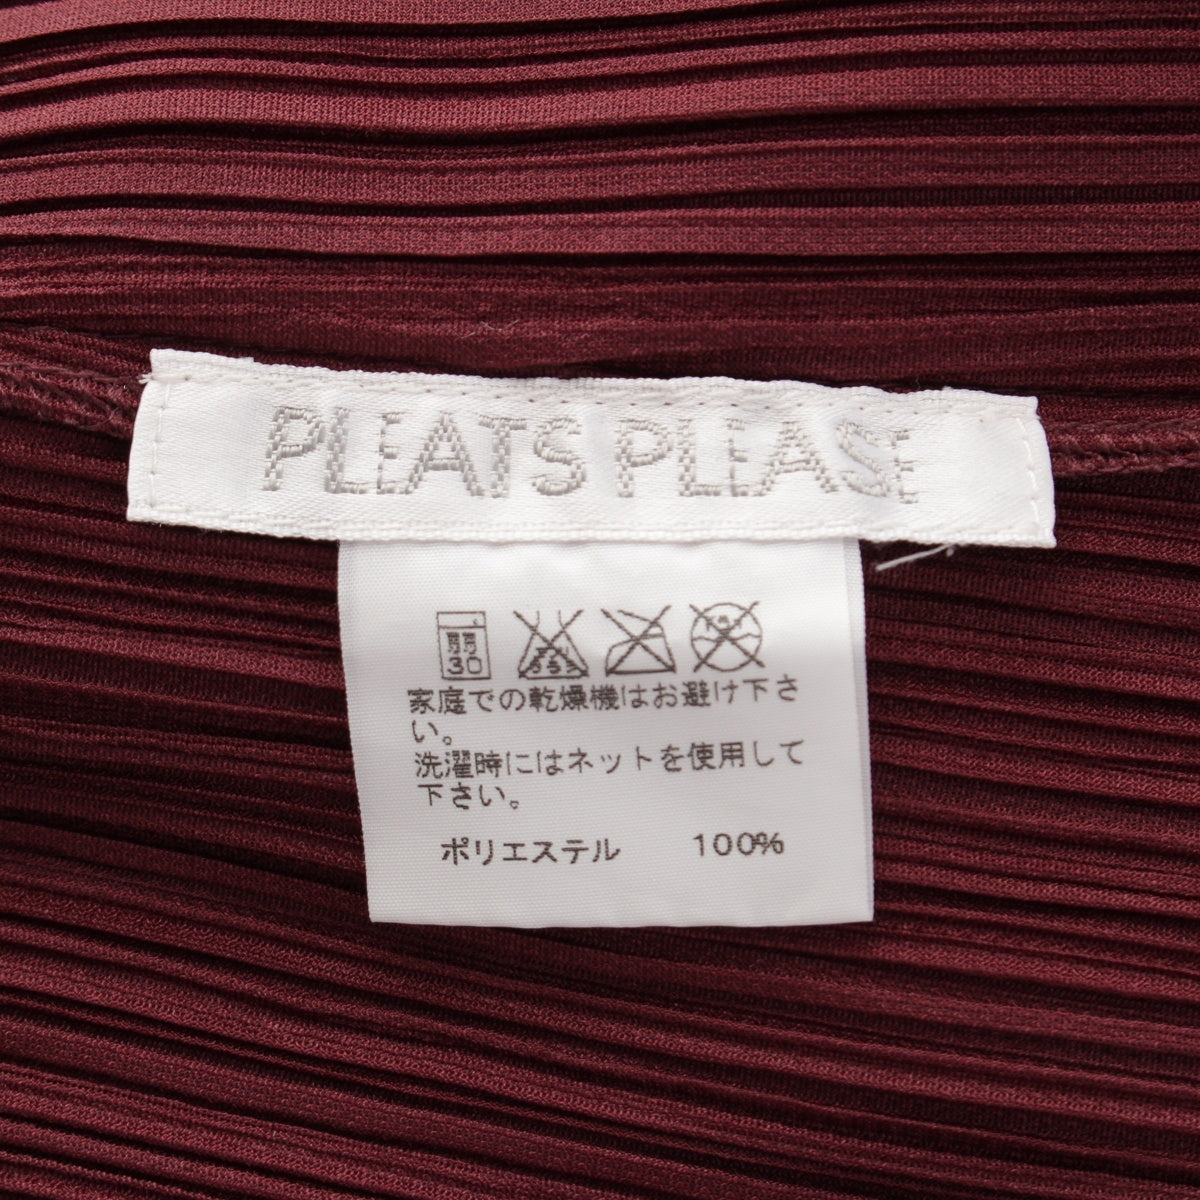 PLEATS PLEASE
弱
30
家庭での乾燥機はお避け下さ
い。
洗濯時にはネットを使用して
下さい。
ポリエステル 100%